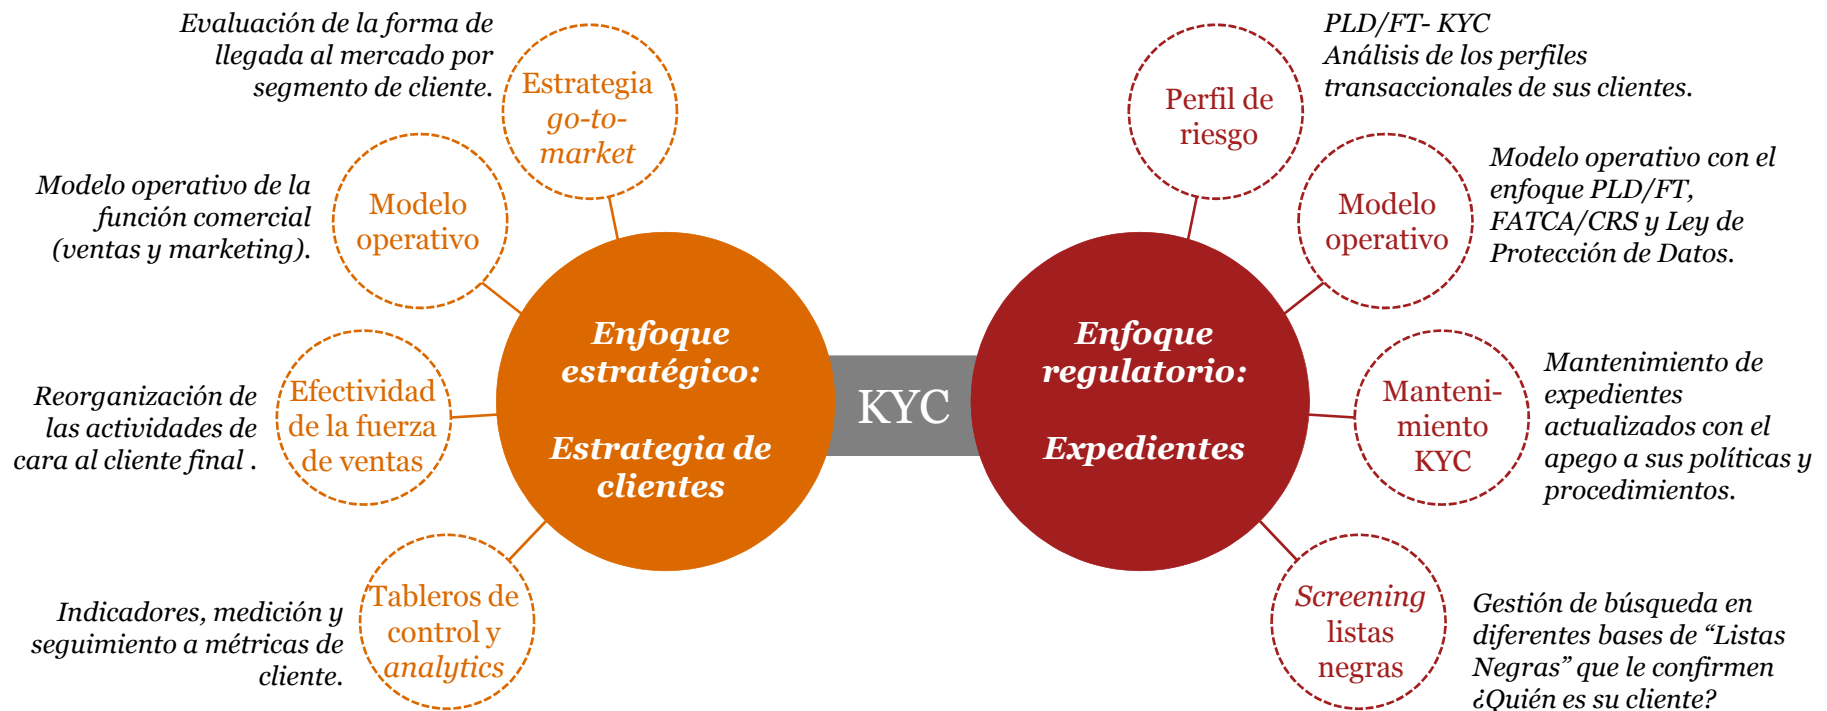 Evaluación de la forma de
llegada al mercado por
segmento de cliente.
Estrategia
go-to-
market
Modelo operativo de la
función comercial
(ventas y marketing).
Modelo
operativo
Reorganización de
las actividades de
cara al cliente final .
Efectividad
de la fuerza
de ventas
Indicadores, medición y
seguimiento a métricas de
cliente.
Tableros de
control y
analytics
Enfoque
estratégico:
Estrategia de
clientes
KYC
Enfoque
regulatorio:
Expedientes
Perfil de
riesgo
PLD/FT- KYC
Análisis de los perfiles
transaccionales de sus clientes.
Modelo
operativo
Modelo operativo con el
enfoque PLD/FT,
FATCA/CRS y Ley de
Protección de Datos.
Manteni-
miento
KYC
Mantenimiento de
expedientes
actualizados con el
apego a sus políticas y
procedimientos.
Screening
listas
negras
Gestión de búsqueda en
diferentes bases de “Listas
Negras” que le confirmen
¿Quién es su cliente?